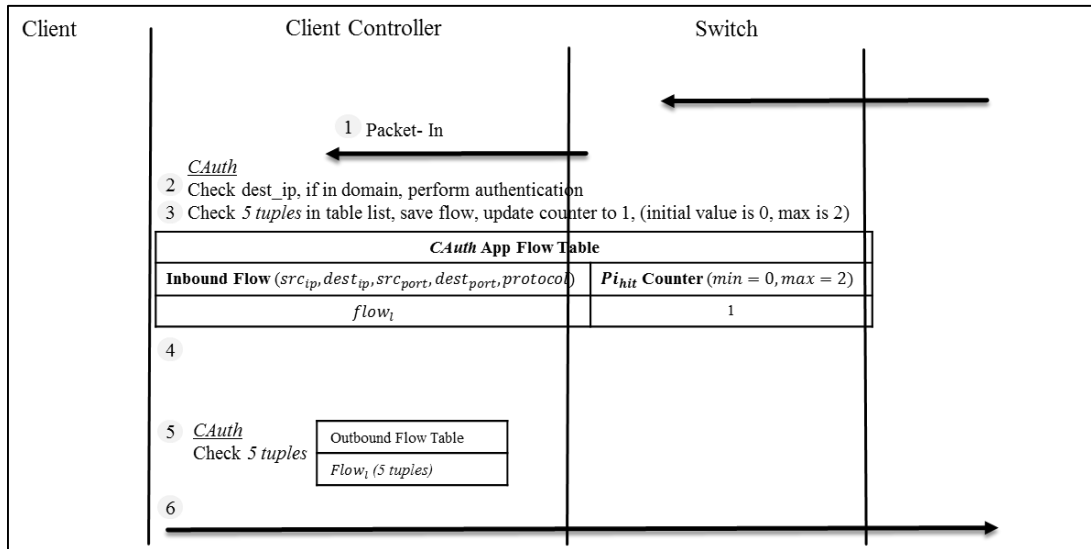 Client Client Controller Switch
1 Packet- In
CAuth
2 Check dest_ip, if in domain, perform authentication
3 Check 5 tuples in table list, save flow, update counter to 1, (initial value is 0, max is 2)
CAuth App Flow Table
Inbound Flow (src_ip, dest_ip, src_port, dest_port, protocol) Pi_hit Counter (min = 0, max = 2)
flow_l 1
4
5 CAuth
Check 5 tuples
Outbound Flow Table
Flow_l (5 tuples)
6